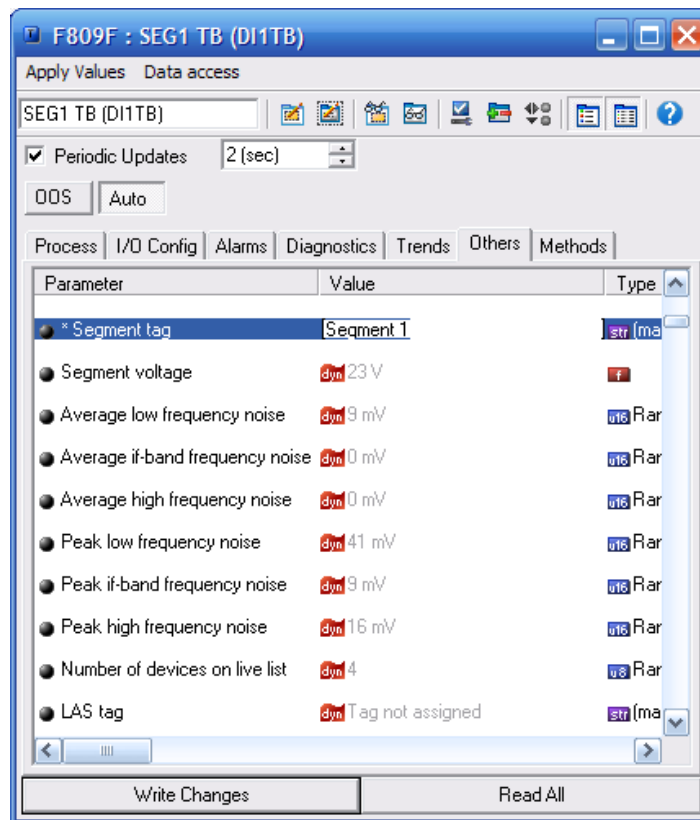 F809F : SEG1 TB (DI1TB)
Apply Values Data access
SEG1 TB (DI1TB)
Periodic Updates 2 (sec)
OOS Auto
Process I/O Config Alarms Diagnostics Trends Others Methods
Parameter Value Type
* Segment tag Segment 1 str (ma
Segment voltage dyn 23 V f
Average low frequency noise dyn 9 mV u16 Rar
Average if-band frequency noise dyn 0 mV u16 Rar
Average high frequency noise dyn 0 mV u16 Rar
Peak low frequency noise dyn 41 mV u16 Rar
Peak if-band frequency noise dyn 9 mV u16 Rar
Peak high frequency noise dyn 16 mV u16 Rar
Number of devices on live list dyn 4 u8 Rar
LAS tag dyn Tag not assigned str (ma
Write Changes Read All